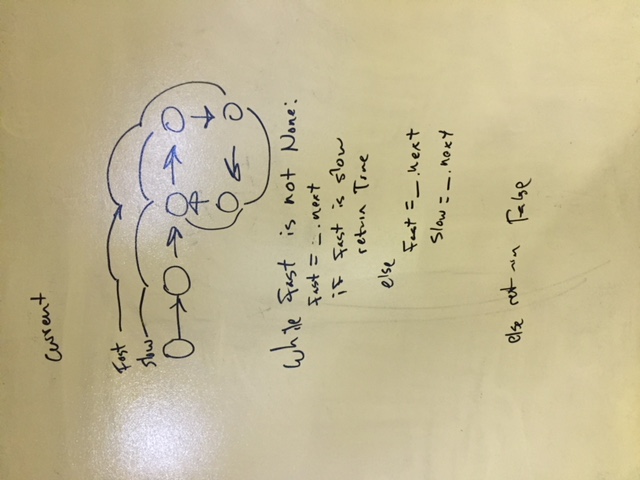 Current
Fast
Slow
While Fast is not None:
Fast = _.next
if Fast is slow
return True
else
Fast = _.next
Slow = _.next
else return False